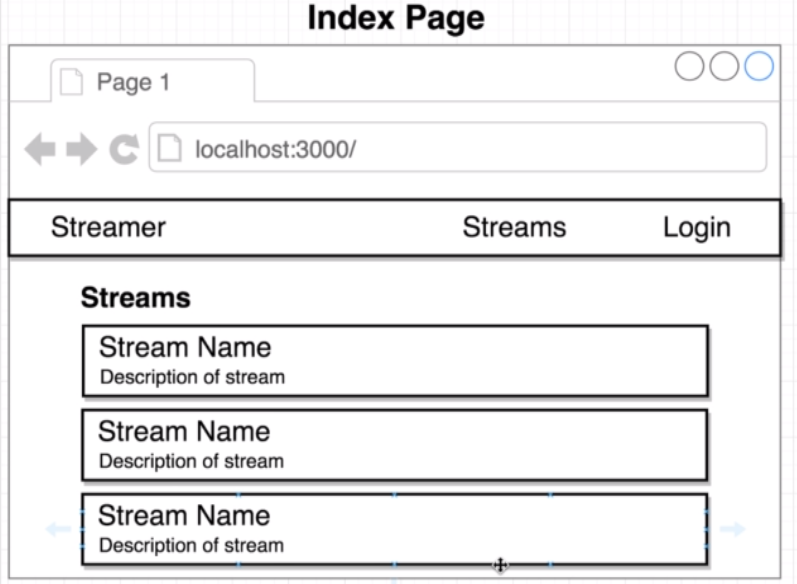 Index Page
Page 1
localhost:3000/
Streamer Streams Login
Streams
Stream Name
Description of stream
Stream Name
Description of stream
Stream Name
Description of stream